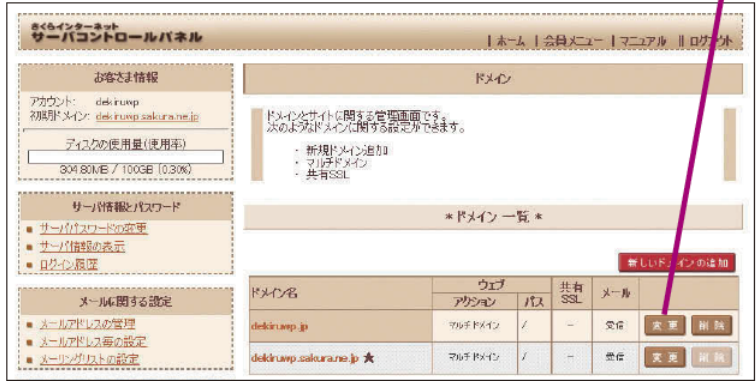 さくらインターネット
サーバコントロールパネル
| ホーム | 会員メニュー | マニュアル || ログアウト
お客さま情報
アカウント: dekiruwp
初期ドメイン: dekiruwp.sakura.ne.jp
ディスクの使用量(使用率)
304.80MB / 100GB (0.30%)
サーバ情報とパスワード
サーバパスワードの変更
サーバ情報の表示
ログイン履歴
メールに関する設定
メールアドレスの管理
メールアドレス毎の設定
メーリングリストの設定
ドメイン
ドメインとサイトに関する管理画面です。
次のようなドメインに関する設定ができます。
・ 新規ドメイン追加
・ マルチドメイン
・ 共有SSL
* ドメイン 一覧 *
新しいドメインの追加
ドメイン名 ウェブ 共有SSL メール
アクション パス
dekiruwp.jp マルチドメイン / - 受信 変更 削除
dekiruwp.sakura.ne.jp ★ マルチドメイン / - 受信 変更 削除